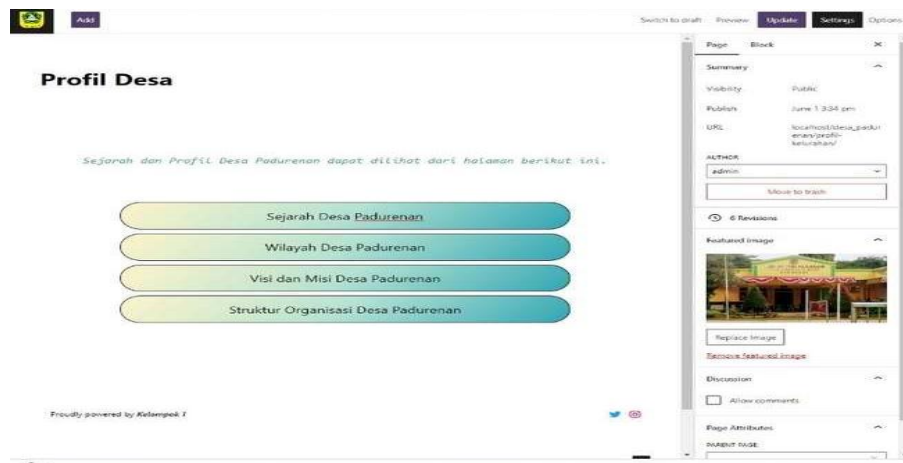 Add
Switch to draft Preview Update Settings Options
Profil Desa
Sejarah dan Profil Desa Padurenan dapat dilihat dari halaman berikut ini.
Sejarah Desa Padurenan
Wilayah Desa Padurenan
Visi dan Misi Desa Padurenan
Struktur Organisasi Desa Padurenan
Proudly powered by Kelompok 1
Page Block
Summary
Visibility Public
Publish June 1 3:34 pm
URL localhost/desa_padur
enan/profil-
kelurahan/
AUTHOR
admin
Move to trash
6 Revisions
Featured image
Replace Image
Remove featured image
Discussion
Allow comments
Page Attributes
PARENT PAGE: